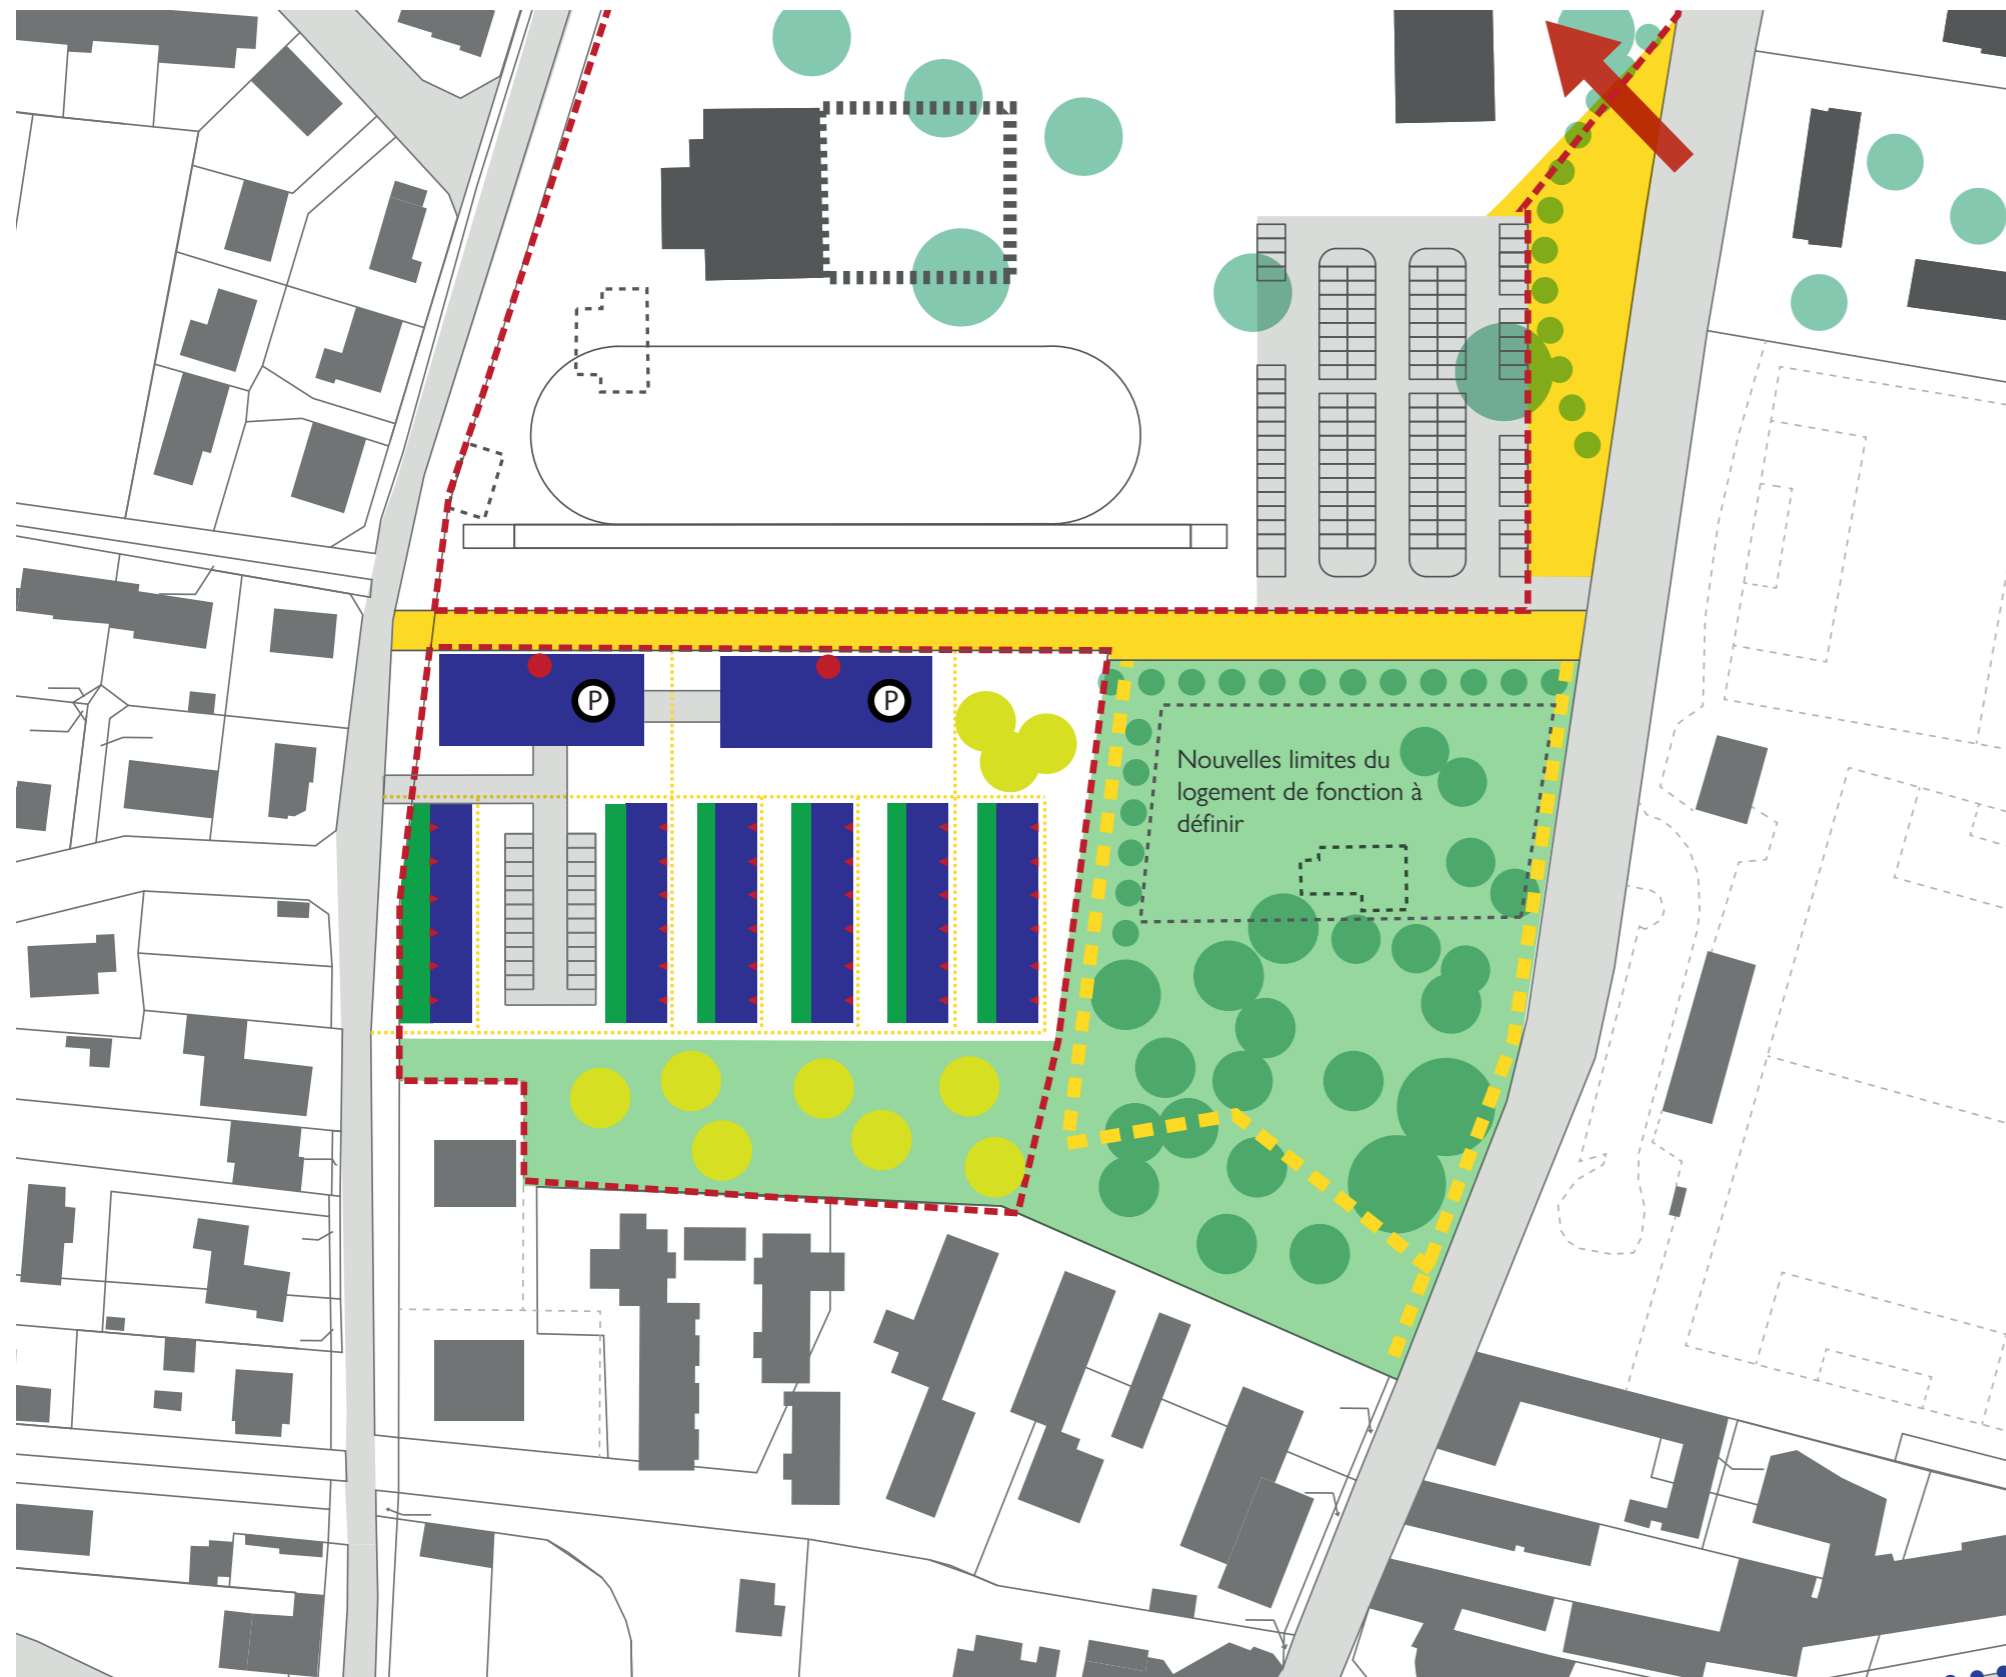 P
P
Nouvelles limites du
logement de fonction à
définir